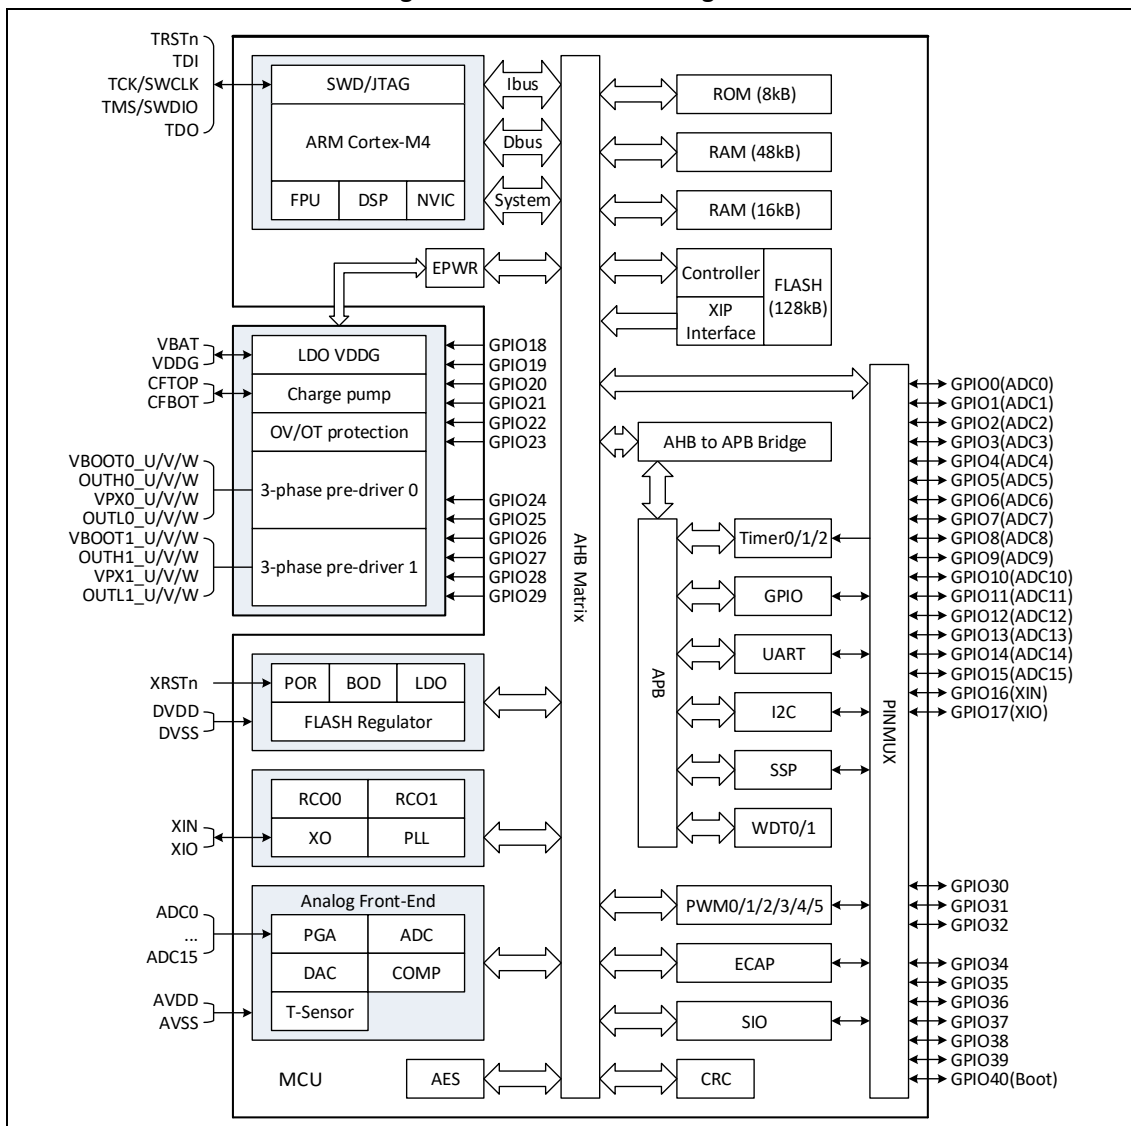 TRSTn
TDI
TCK/SWCLK
TMS/SWDIO
TDO
SWD/JTAG
ARM Cortex-M4
FPU
DSP
NVIC
Ibus
Dbus
System
EPWR
VBAT
VDDG
CFTOP
CFBOT
VBOOT0_U/V/W
OUTH0_U/V/W
VPX0_U/V/W
OUTL0_U/V/W
VBOOT1_U/V/W
OUTH1_U/V/W
VPX1_U/V/W
OUTL1_U/V/W
LDO VDDG
Charge pump
OV/OT protection
3-phase pre-driver 0
3-phase pre-driver 1
GPIO18
GPIO19
GPIO20
GPIO21
GPIO22
GPIO23
GPIO24
GPIO25
GPIO26
GPIO27
GPIO28
GPIO29
XRSTn
DVDD
DVSS
POR
BOD
LDO
FLASH Regulator
XIN
XIO
RCO0
RCO1
XO
PLL
ADC0
...
ADC15
AVDD
AVSS
Analog Front-End
PGA
ADC
DAC
COMP
T-Sensor
MCU
AES
AHB Matrix
ROM (8kB)
RAM (48kB)
RAM (16kB)
Controller
XIP
Interface
FLASH
(128kB)
AHB to APB Bridge
APB
Timer0/1/2
GPIO
UART
I2C
SSP
WDT0/1
PWM0/1/2/3/4/5
ECAP
SIO
CRC
PINMUX
GPIO0(ADC0)
GPIO1(ADC1)
GPIO2(ADC2)
GPIO3(ADC3)
GPIO4(ADC4)
GPIO5(ADC5)
GPIO6(ADC6)
GPIO7(ADC7)
GPIO8(ADC8)
GPIO9(ADC9)
GPIO10(ADC10)
GPIO11(ADC11)
GPIO12(ADC12)
GPIO13(ADC13)
GPIO14(ADC14)
GPIO15(ADC15)
GPIO16(XIN)
GPIO17(XIO)
GPIO30
GPIO31
GPIO32
GPIO34
GPIO35
GPIO36
GPIO37
GPIO38
GPIO39
GPIO40(Boot)